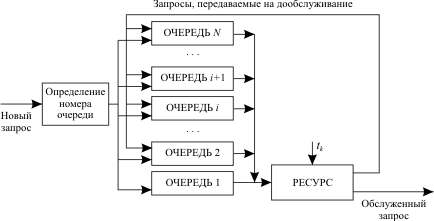 Запросы, передаваемые на дообслуживание
ОЧЕРЕДЬ N
. . .
ОЧЕРЕДЬ i+1
ОЧЕРЕДЬ i
. . .
ОЧЕРЕДЬ 2
ОЧЕРЕДЬ 1
Новый
запрос
Определение
номера
очереди
tk
РЕСУРС
Обслуженный
запрос